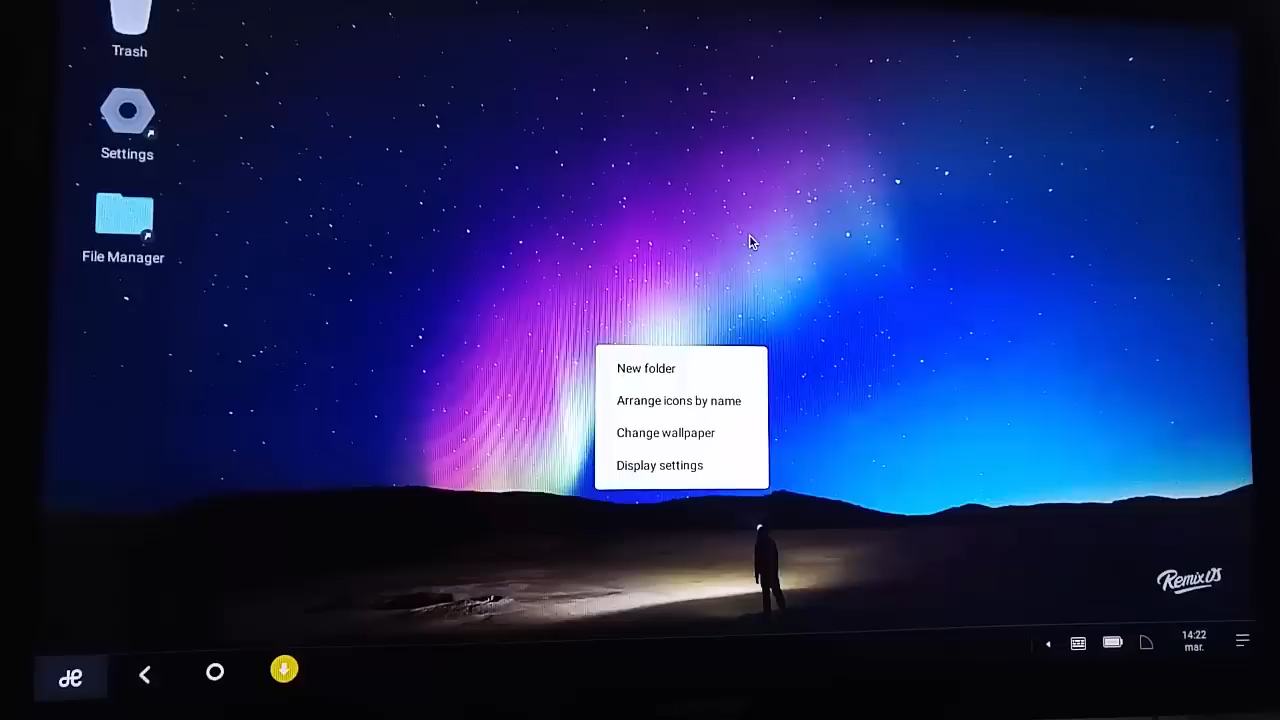 Trash
Settings
File Manager
New folder
Arrange icons by name
Change wallpaper
Display settings
Remix OS
14:22
mar.